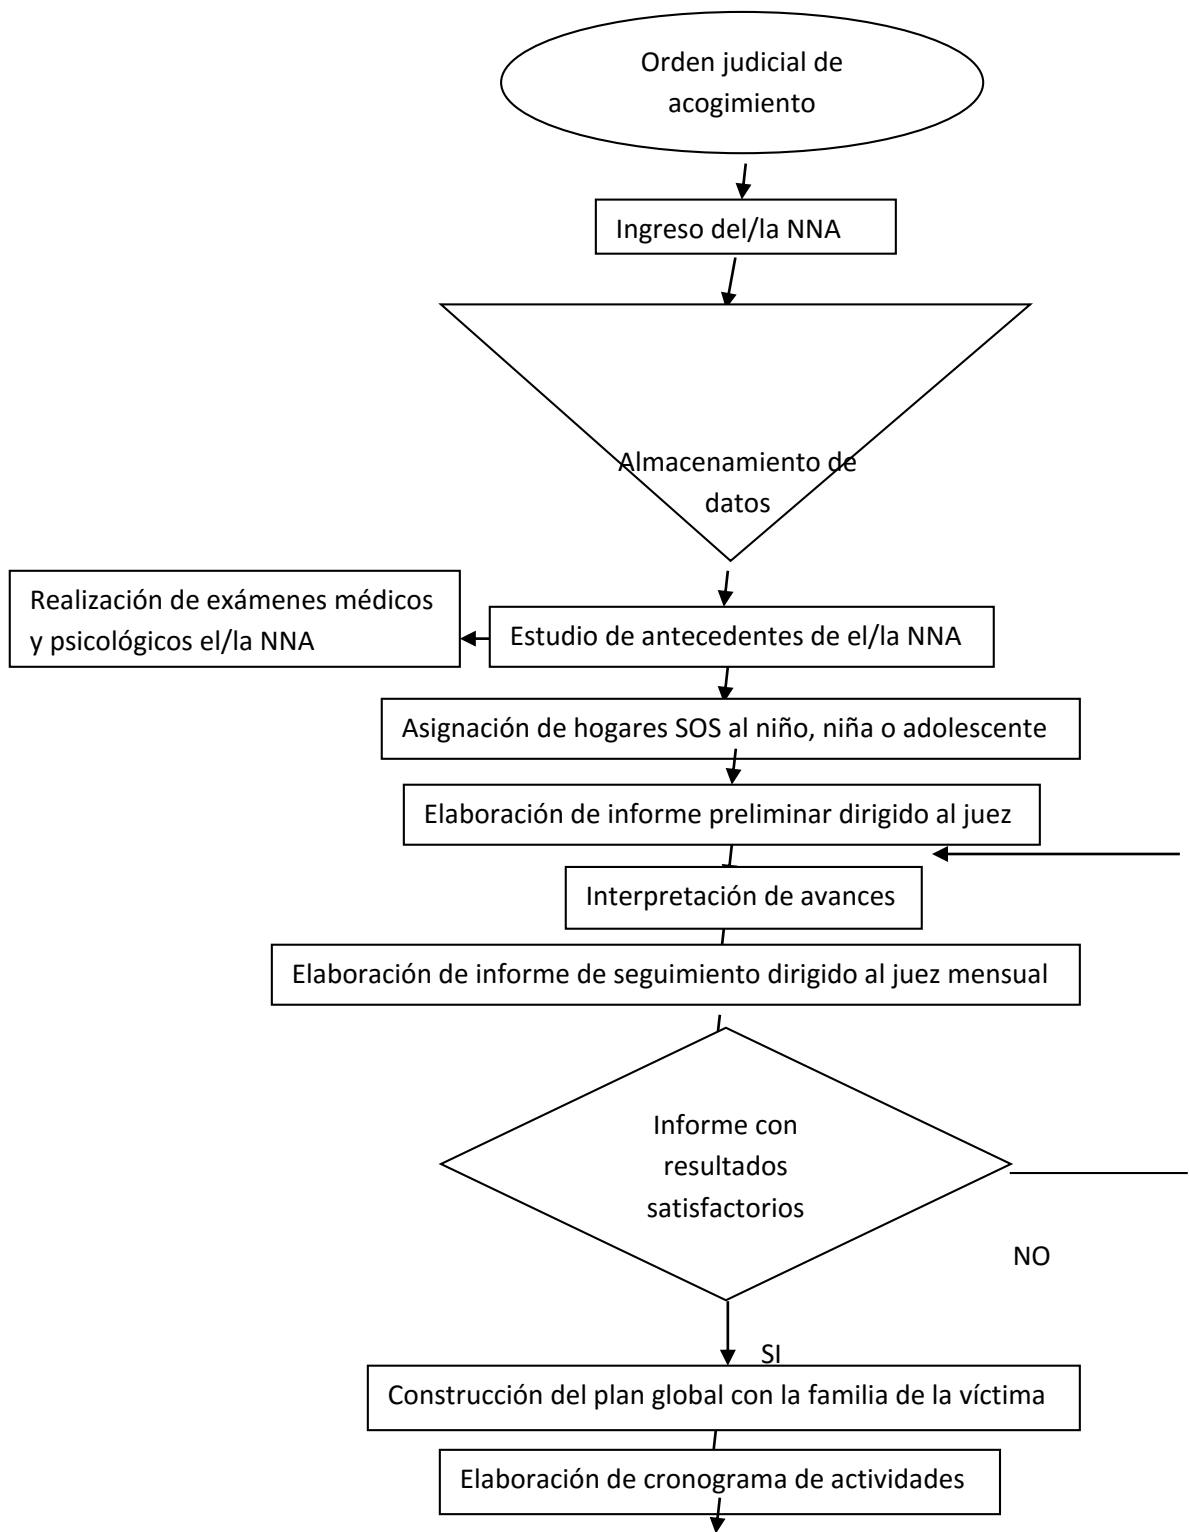 Orden judicial de
acogimiento
Ingreso del/la NNA
Almacenamiento de
datos
Realización de exámenes médicos
y psicológicos el/la NNA
Estudio de antecedentes de el/la NNA
Asignación de hogares SOS al niño, niña o adolescente
Elaboración de informe preliminar dirigido al juez
Interpretación de avances
Elaboración de informe de seguimiento dirigido al juez mensual
Informe con
resultados
satisfactorios
NO
SI
Construcción del plan global con la familia de la víctima
Elaboración de cronograma de actividades